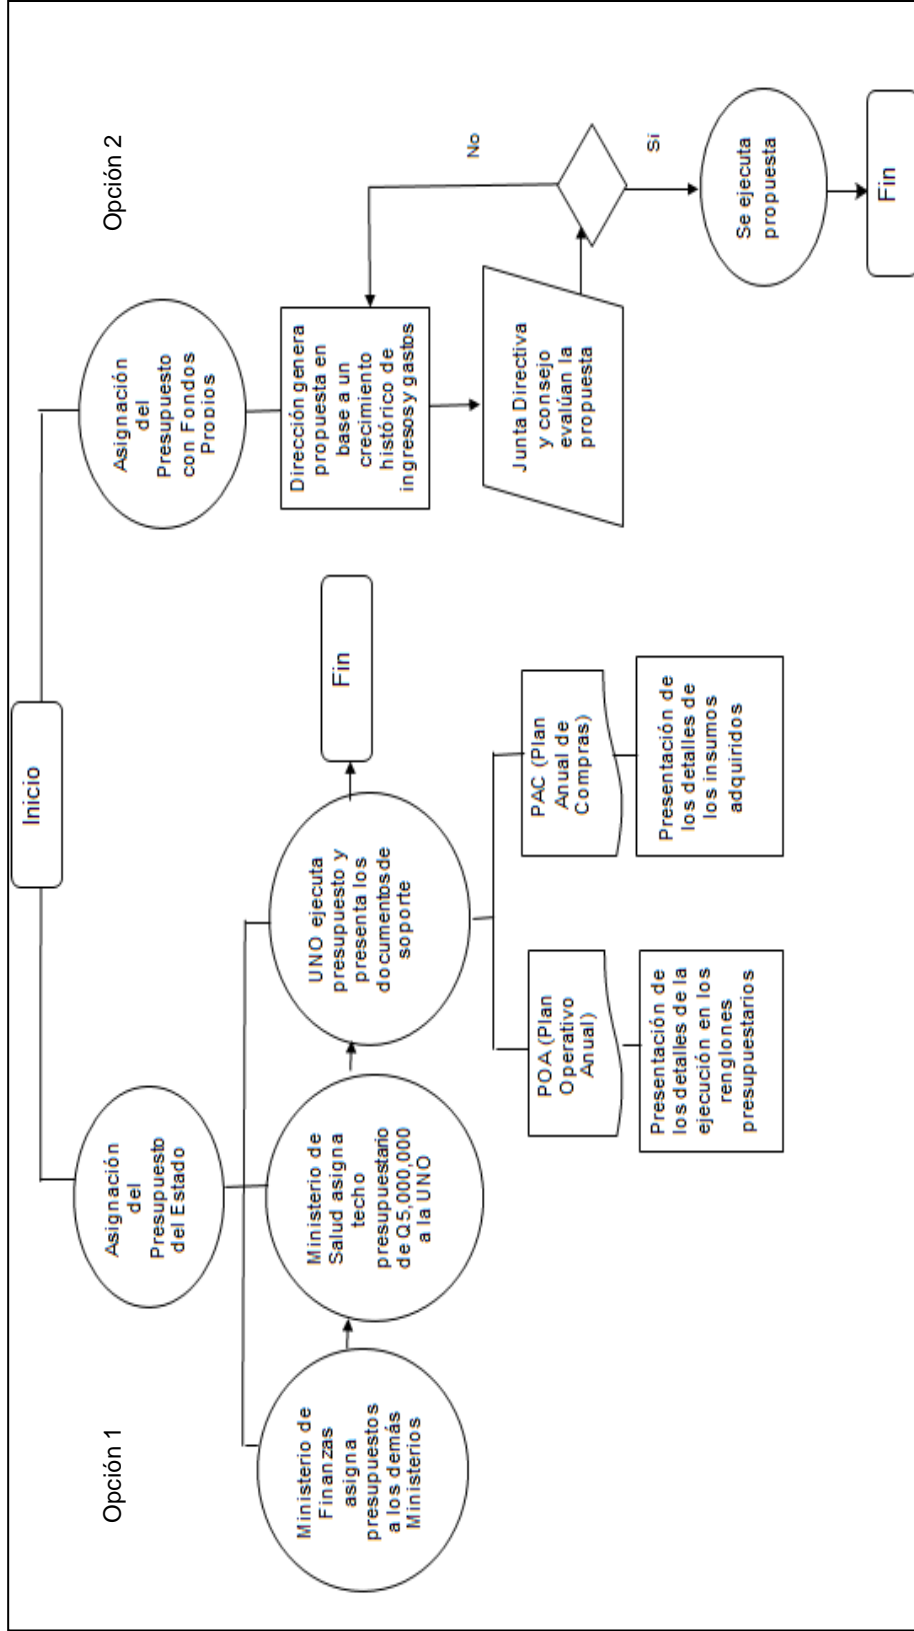 Inicio
Opción 1
Opción 2
Asignación
del
Presupuesto
del Estado
Asignación
del
Presupuesto
con Fondos
Propios
Ministerio de
Finanzas
asigna
presupuestos
a los demás
Ministerios
Ministerio de
Salud asigna
techo
presupuestario
de Q5,000,000
a la UNO
UNO ejecuta
presupuesto y
presenta los
documentos de
soporte
Fin
POA (Plan
Operativo
Anual)
PAC (Plan
Anual de
Compras)
Presentación de
los detalles de la
ejecución en los
renglones
presupuestarios
Presentación de
los detalles de
los insumos
adquiridos
Dirección genera
propuesta en
base a un
crecimiento
histórico de
ingresos y gastos
Junta Directiva
y consejo
evalúan la
propuesta
No
Si
Se ejecuta
propuesta
Fin